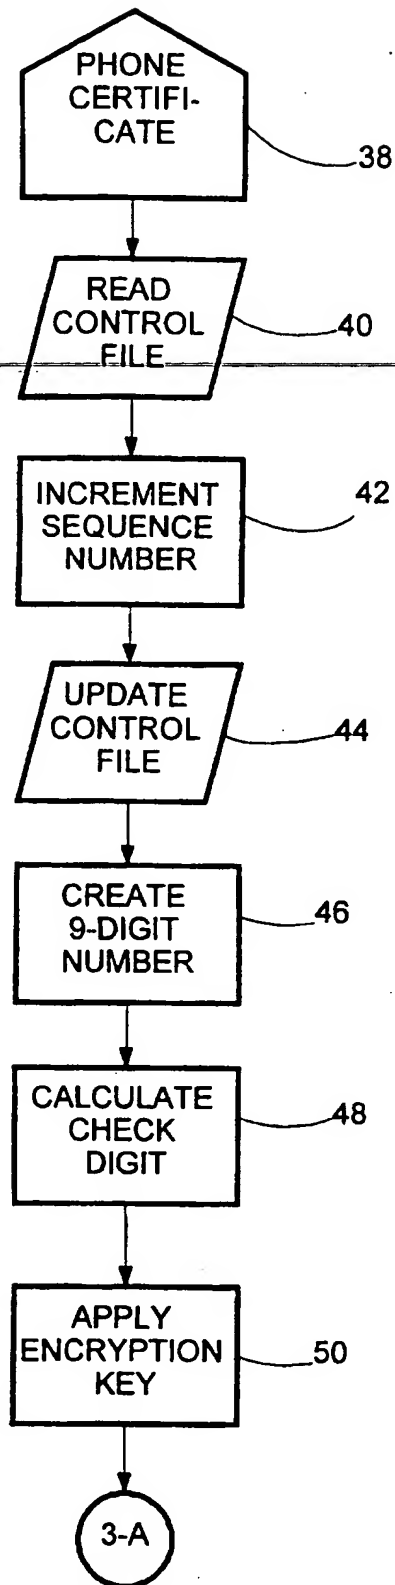 PHONE
CERTIFI-
CATE
38
READ
CONTROL
FILE
40
INCREMENT
SEQUENCE
NUMBER
42
UPDATE
CONTROL
FILE
44
CREATE
9-DIGIT
NUMBER
46
CALCULATE
CHECK
DIGIT
48
APPLY
ENCRYPTION
KEY
50
3-A